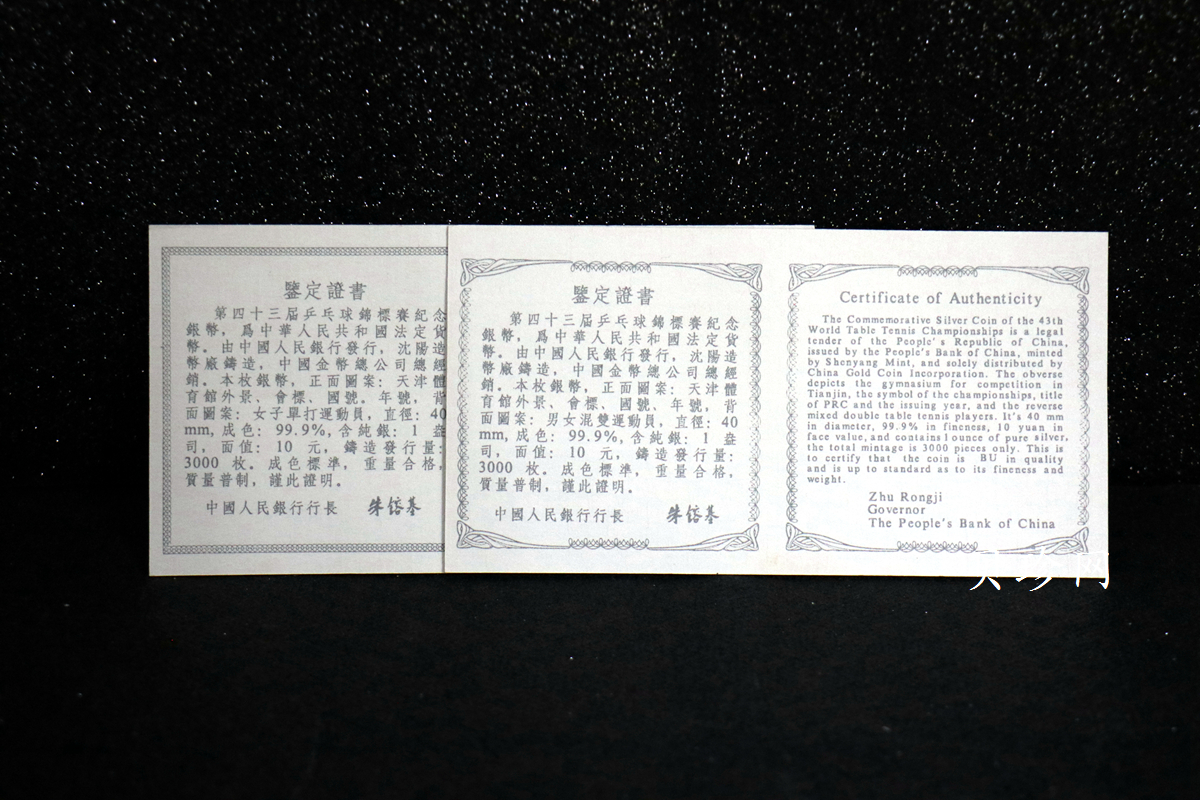 鑒定證書
第四十三屆乒乓球錦標賽紀念
銀幣，爲中華人民共和國法定貨
幣。由中國人民銀行發行，沈陽造
幣廠鑄造，中國金幣總公司總經
銷。本枚銀幣，正面圖案：天津體
育館外景、會標、國號。年號，背
面圖案：女子單打運動員，直徑：40
mm,成色：99.9%,含純銀：1 盎
司，面值：10 元，鑄造發行量：
3000 枚。成色標準，重量合格，
質量普制，謹此證明。
中國人民銀行行長 朱鎔基
鑒定證書
第四十三屆乒乓球錦標賽紀念
銀幣，爲中華人民共和國法定貨
幣。由中國人民銀行發行，沈陽造
幣廠鑄造，中國金幣總公司總經
銷。本枚銀幣，正面圖案：天津體
育館外景、會標、國號、年號，背
面圖案：男女混雙運動員，直徑：40
mm,成色：99.9%,含純銀：1 盎
司，面值：10 元，鑄造發行量：
3000 枚。成色標準，重量合格，
質量普制，謹此證明。
中國人民銀行行長 朱鎔基
Certificate of Authenticity
The Commemorative Silver Coin of the 43th
World Table Tennis Championships is a legal
tender of the People's Republic of China,
issued by the People's Bank of China, minted
by Shenyang Mint, and solely distributed by
China Gold Coin Incorporation. The obverse
depicts the gymnasium for competition in
Tianjin, the symbol of the championships, title
of PRC and the issuing year, and the reverse
mixed double table tennis players. It's 40 mm
in diameter, 99.9% in fineness, 10 yuan in
face value, and contains 1 ounce of pure silver,
the total mintage is 3000 pieces only. This is
to certify that the coin is BU in quality
and is up to standard as to its fineness and
weight.
Zhu Rongji
Governor
The People's Bank of China